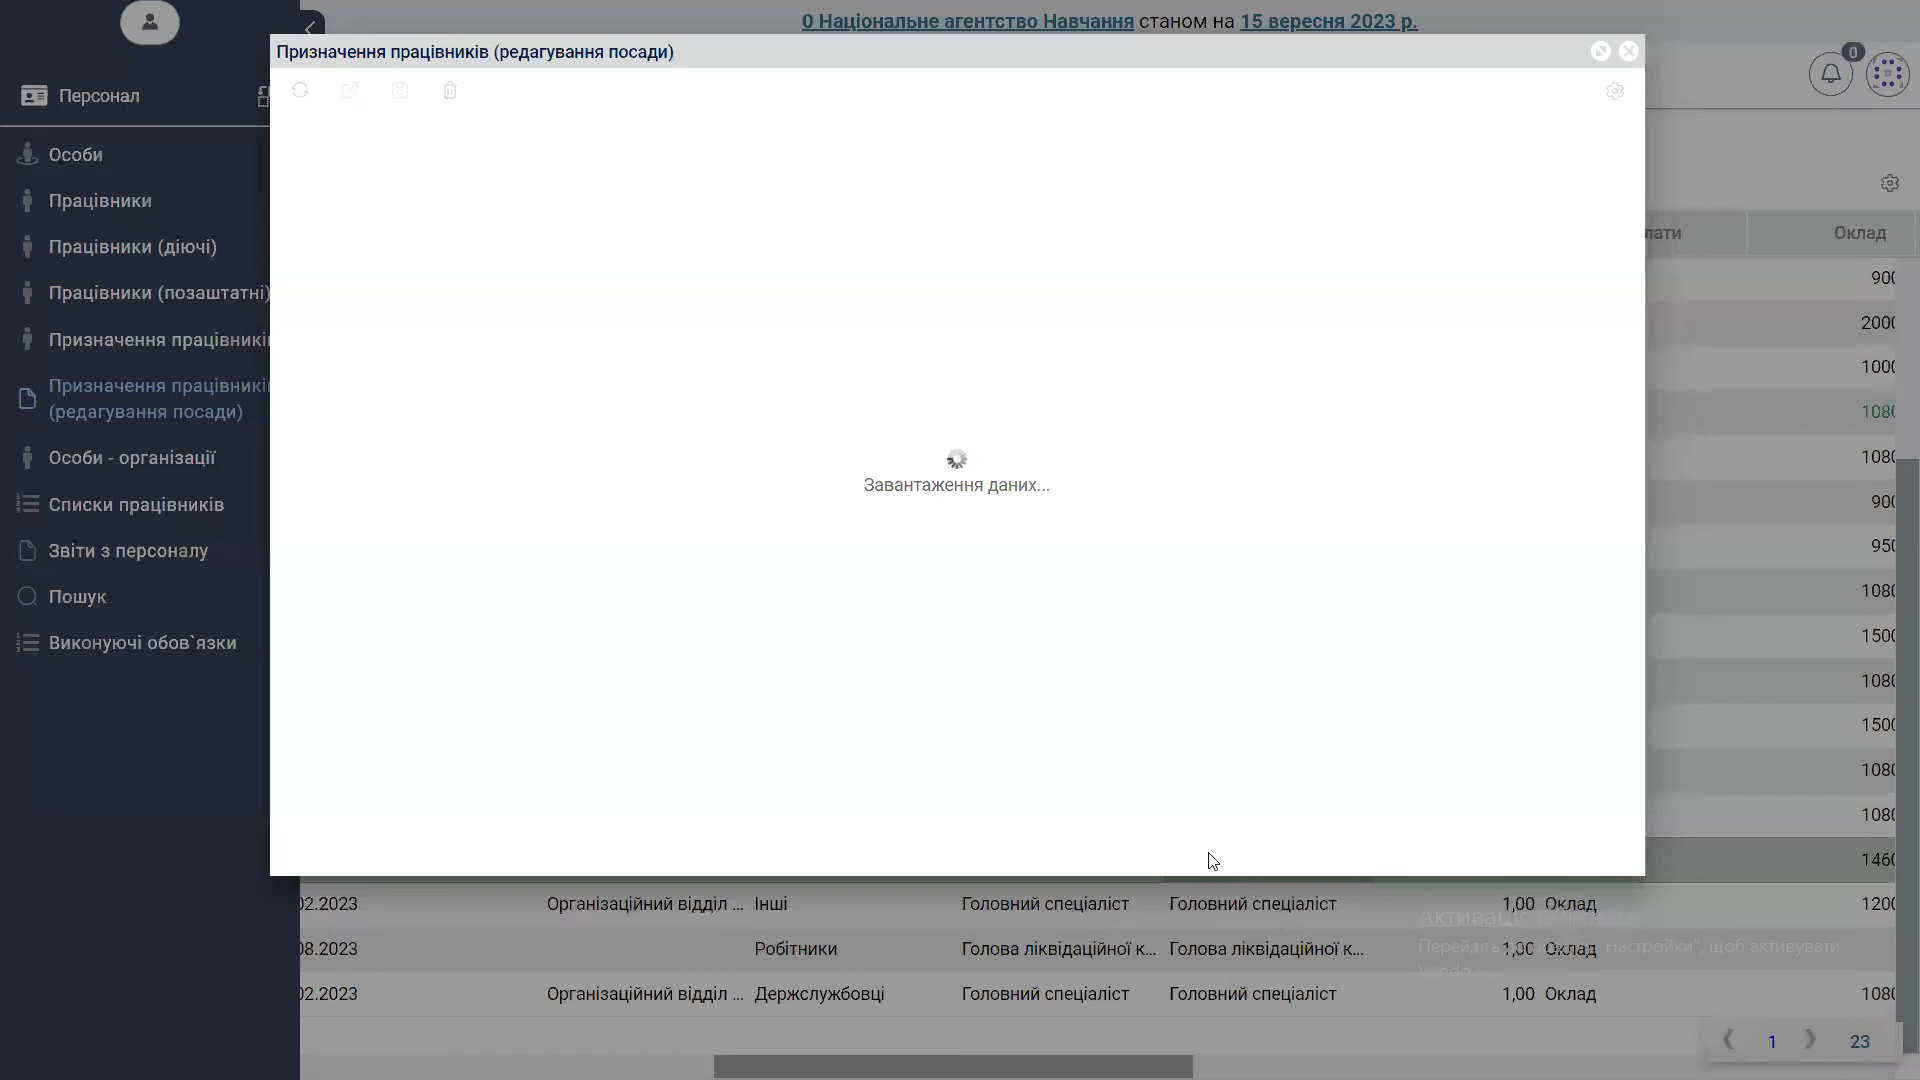 0 Національне агентство Навчання станом на 15 вересня 2023 р.
Призначення працівників (редагування посади)
0
Персонал
Особи
Працівники
Працівники (діючі)
Працівники (позаштатні)
Призначення
Призначення
(редагування посади)
Особи - організації
Списки працівників
Звіти з персоналу
Пошук
Виконуючі обов`язки
Завантаження даних...
Оклад
900
2000
1000
1080
1080
900
950
1080
1500
1080
1500
1080
1080
1460
02.2023 Організаційний відділ ... Інші Головний спеціаліст Головний спеціаліст 1,00 Оклад 1200
08.2023 Робітники Голова ліквідаційної к... Голова ліквідаційної к... 1,00 Оклад
02.2023 Організаційний відділ ... Держслужбовці Головний спеціаліст Головний спеціаліст 1,00 Оклад 1080
щоб активувати
1 23